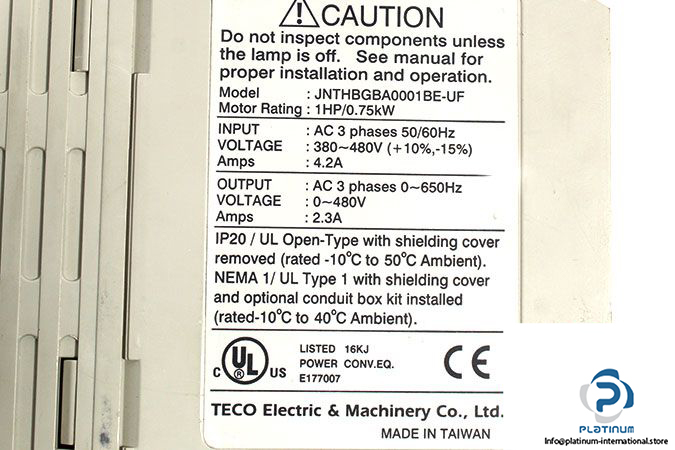 CAUTION
Do not inspect components unless
the lamp is off. See manual for
proper installation and operation.
Model : JNTHBGBA0001BE-UF
Motor Rating : 1HP/0.75kW
INPUT : AC 3 phases 50/60Hz
VOLTAGE : 380~480V (+10%,-15%)
Amps : 4.2A
OUTPUT : AC 3 phases 0~650Hz
VOLTAGE : 0~480V
Amps : 2.3A
IP20 / UL Open-Type with shielding cover
removed (rated -10°C to 50°C Ambient).
NEMA 1/ UL Type 1 with shielding cover
and optional conduit box kit installed
(rated-10°C to 40°C Ambient).
C UL ® US
LISTED 16KJ
POWER CONV.EQ.
E177007
CE
TECO Electric & Machinery Co., Ltd.
MADE IN TAIWAN
PLATINUM
info@platinum-international.store